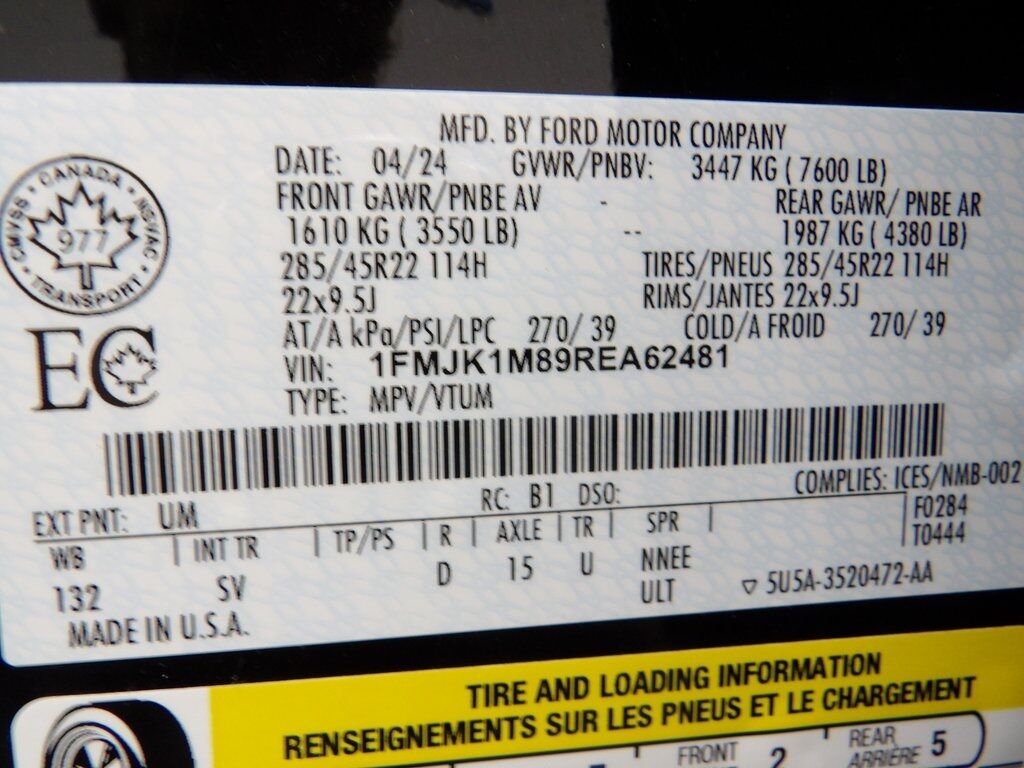 MFD. BY FORD MOTOR COMPANY
DATE: 04/24 GVWR/PNBV: 3447 KG ( 7600 LB)
FRONT GAWR/PNBE AV - REAR GAWR/ PNBE AR
1610 KG ( 3550 LB) -- 1987 KG ( 4380 LB)
285/45R22 114H TIRES/PNEUS 285/45R22 114H
22x9.5J RIMS/JANTES 22x9.5J
AT/A kPa/PSI/LPC 270/ 39 COLD/A FROID 270/ 39
VIN: 1FMJK1M89REA62481
TYPE: MPV/VTUM
CANADA
CMVSS
NSVAC
977
TRANSPORT
EC
COMPLIES: ICES/NMB-002
EXT PNT: UM RC: B1 DSO:
WB INT TR TP/PS R AXLE TR SPR F0284
T0444
132 SV D 15 U NNEE
ULT ▽ 5U5A-3520472-AA
MADE IN U.S.A.
TIRE AND LOADING INFORMATION
RENSEIGNEMENTS SUR LES PNEUS ET LE CHARGEMENT
FRONT 2 REAR 5
ARRIÈRE